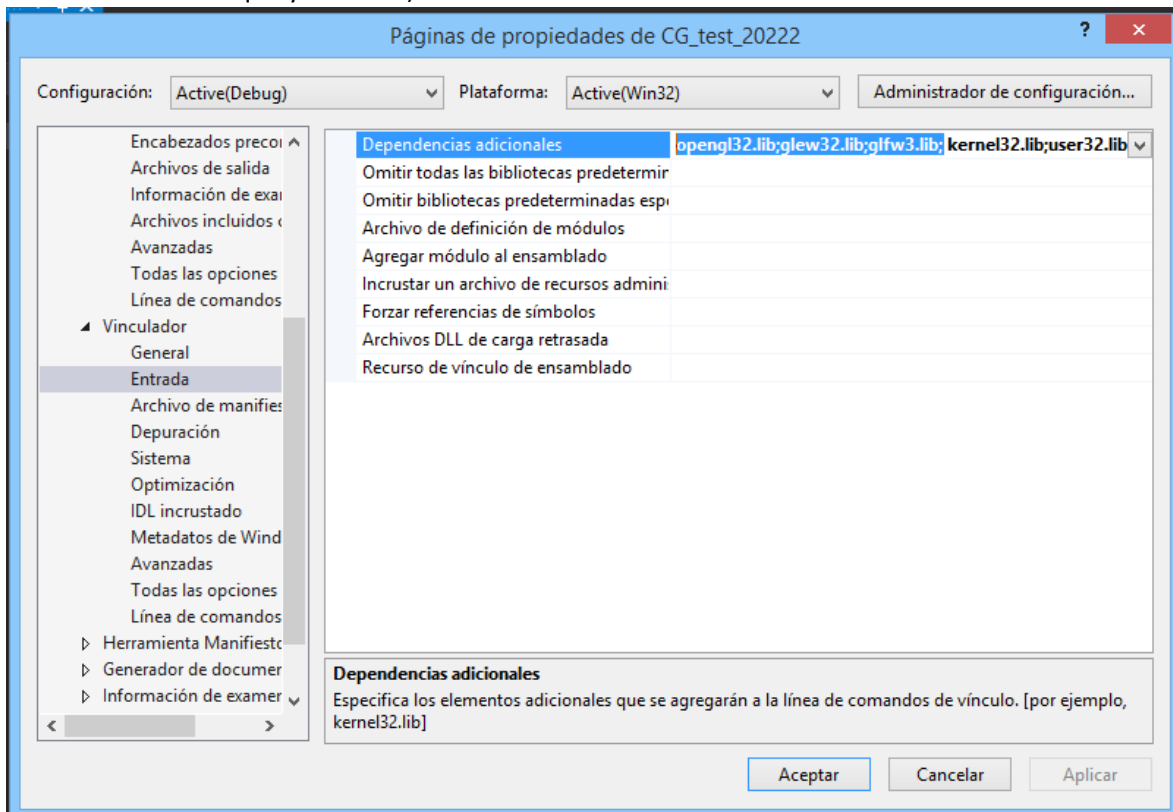 Páginas de propiedades de CG_test_20222
? ×
Configuración: Active(Debug) Plataforma: Active(Win32) Administrador de configuración...
Encabezados precor
Archivos de salida
Información de exar
Archivos incluidos
Avanzadas
Todas las opciones
Línea de comandos
Vinculador
General
Entrada
Archivo de manifies
Depuración
Sistema
Optimización
IDL incrustado
Metadatos de Wind
Avanzadas
Todas las opciones
Línea de comandos
Herramienta Manifiesto
Generador de documer
Información de examer
Dependencias adicionales opengl32.lib;glew32.lib;glfw3.lib; kernel32.lib;user32.lib
Omitir todas las bibliotecas predetermin
Omitir bibliotecas predeterminadas esp
Archivo de definición de módulos
Agregar módulo al ensamblado
Incrustar un archivo de recursos admini
Forzar referencias de símbolos
Archivos DLL de carga retrasada
Recurso de vínculo de ensamblado
Dependencias adicionales
Especifica los elementos adicionales que se agregarán a la línea de comandos de vínculo. [por ejemplo,
kernel32.lib]
Aceptar Cancelar Aplicar